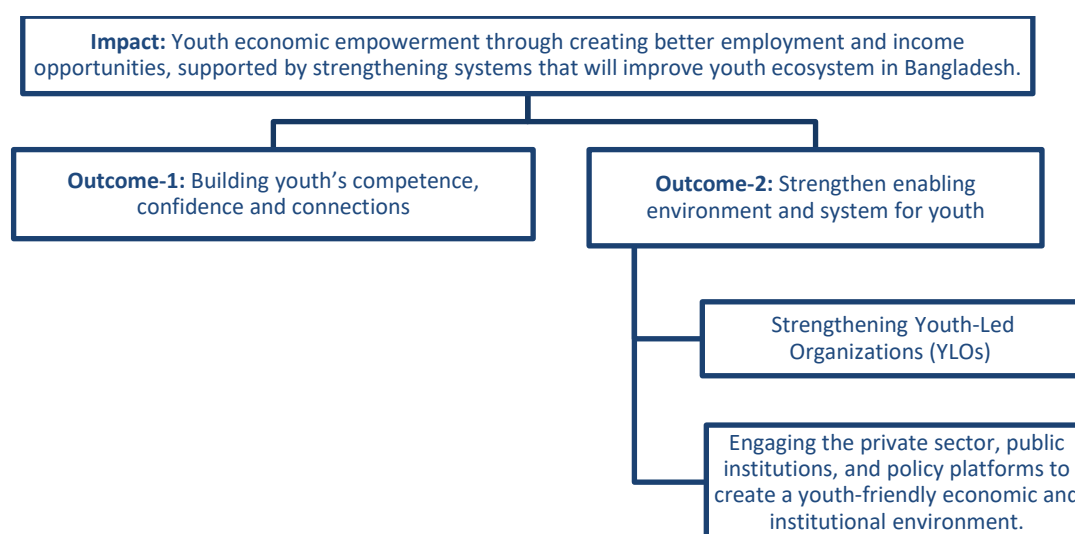 Impact: Youth economic empowerment through creating better employment and income
opportunities, supported by strengthening systems that will improve youth ecosystem in Bangladesh.
Outcome-1: Building youth’s competence,
confidence and connections
Outcome-2: Strengthen enabling
environment and system for youth
Strengthening Youth-Led
Organizations (YLOs)
Engaging the private sector, public
institutions, and policy platforms to
create a youth-friendly economic and
institutional environment.